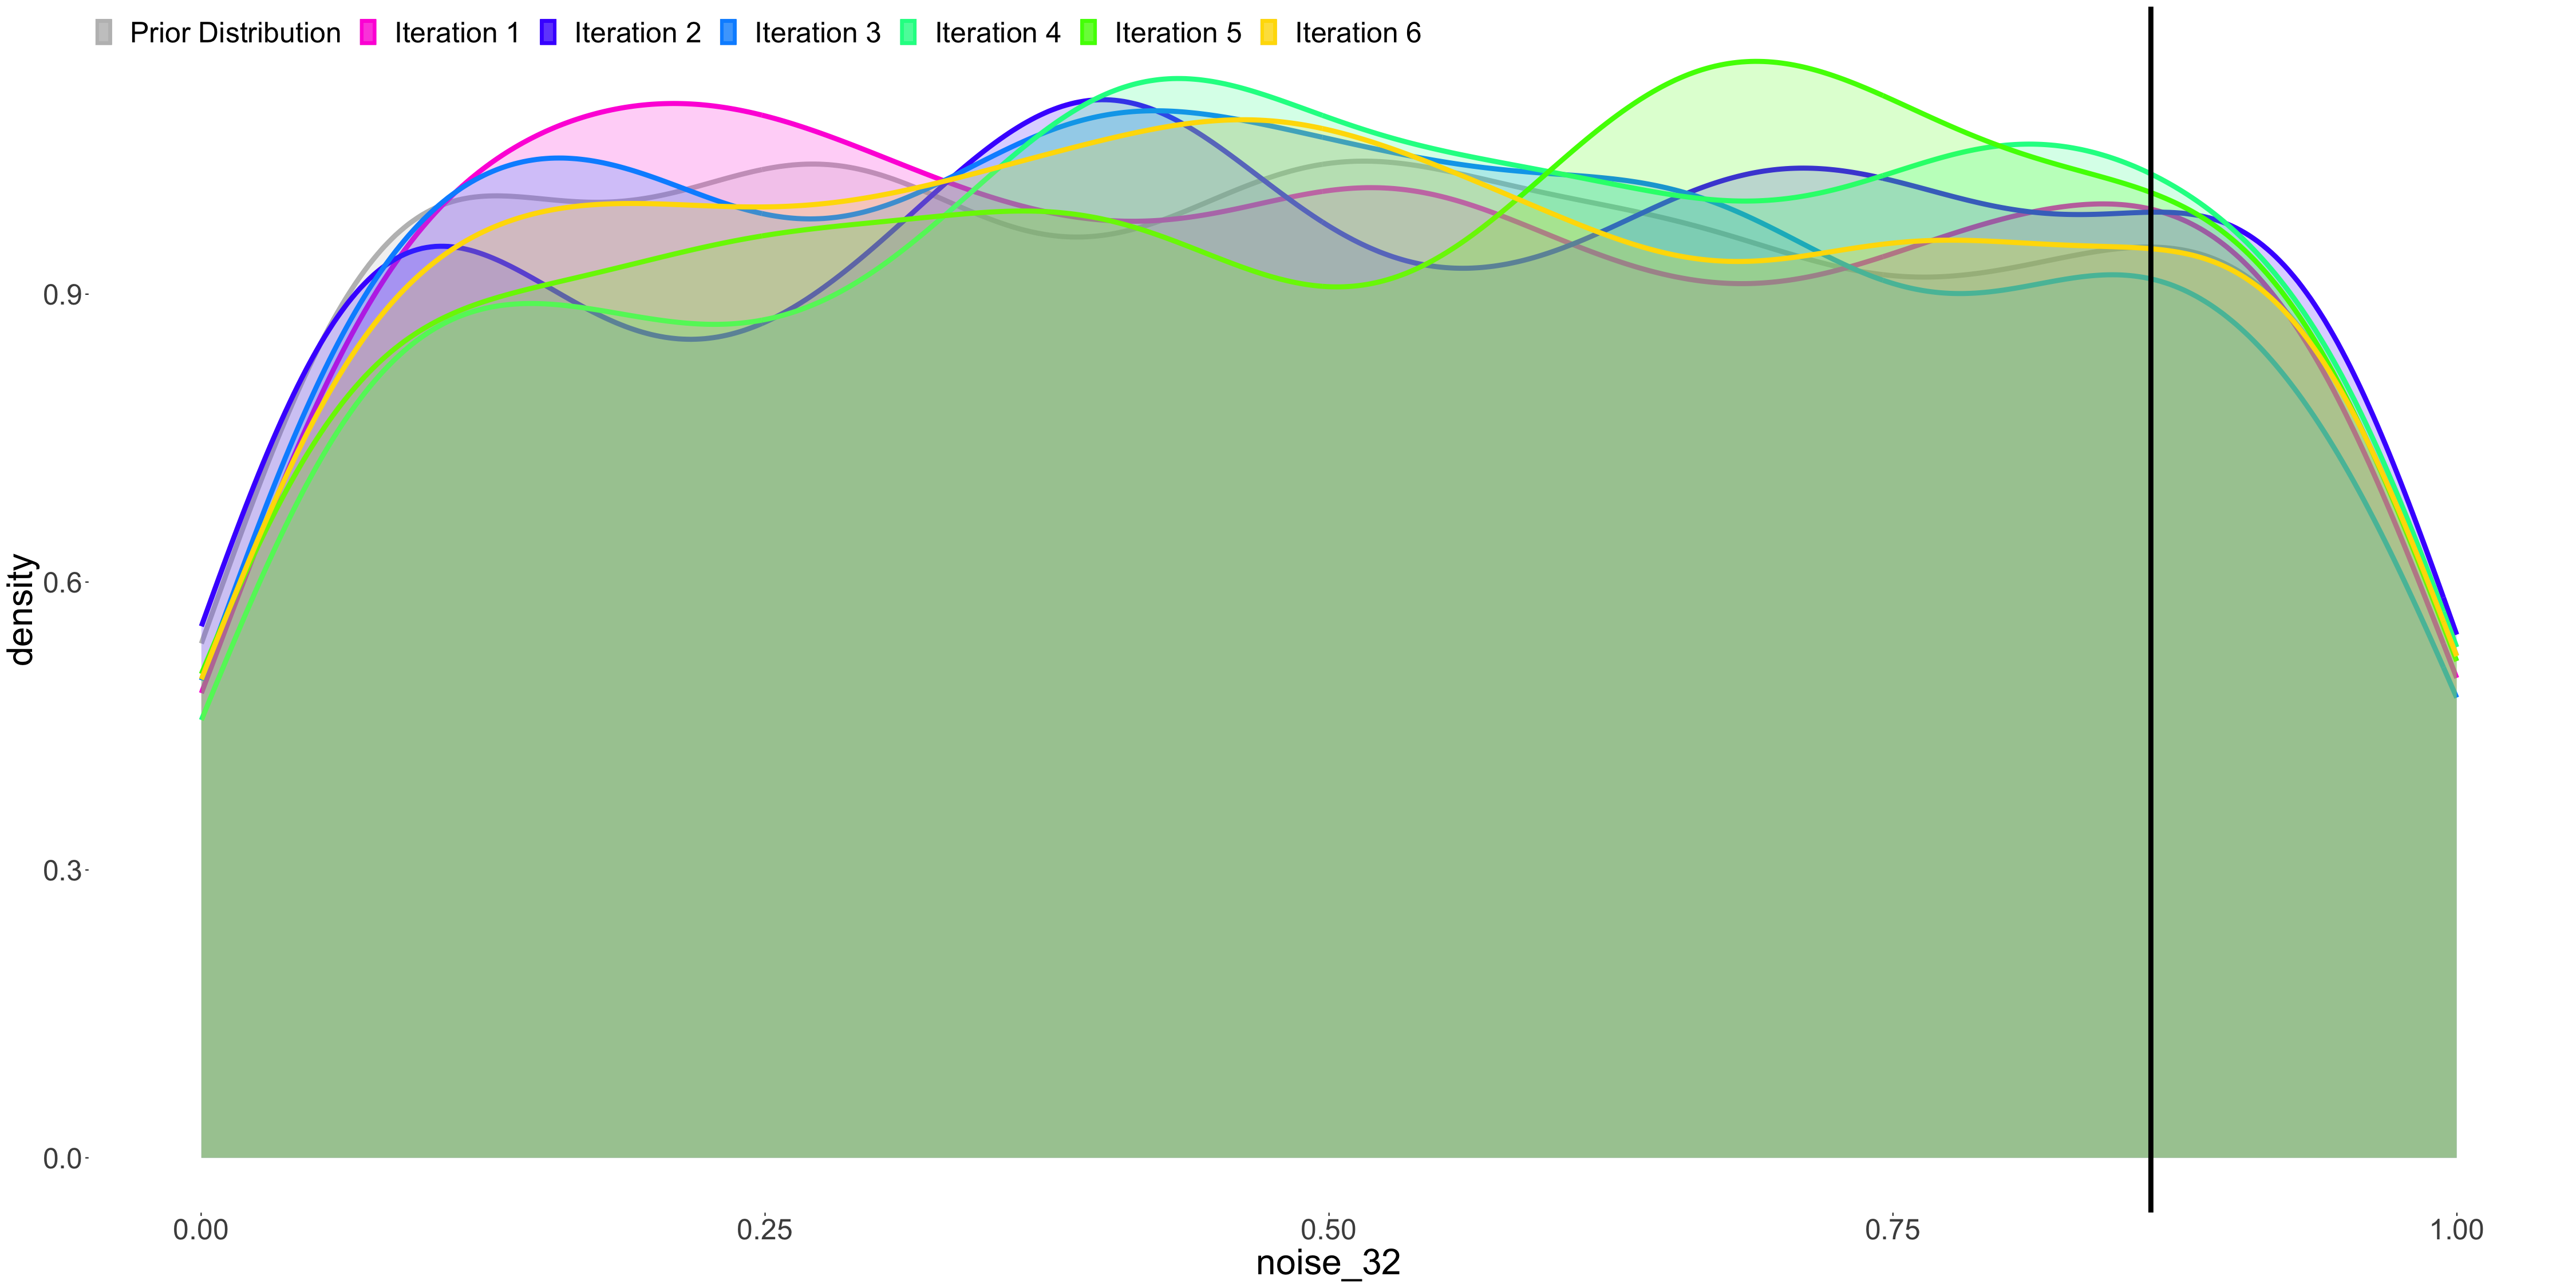 Prior Distribution Iteration 1 Iteration 2 Iteration 3 Iteration 4 Iteration 5 Iteration 6
density
0.9
0.6
0.3
0.0
0.00 0.25 0.50 0.75 1.00
noise_32